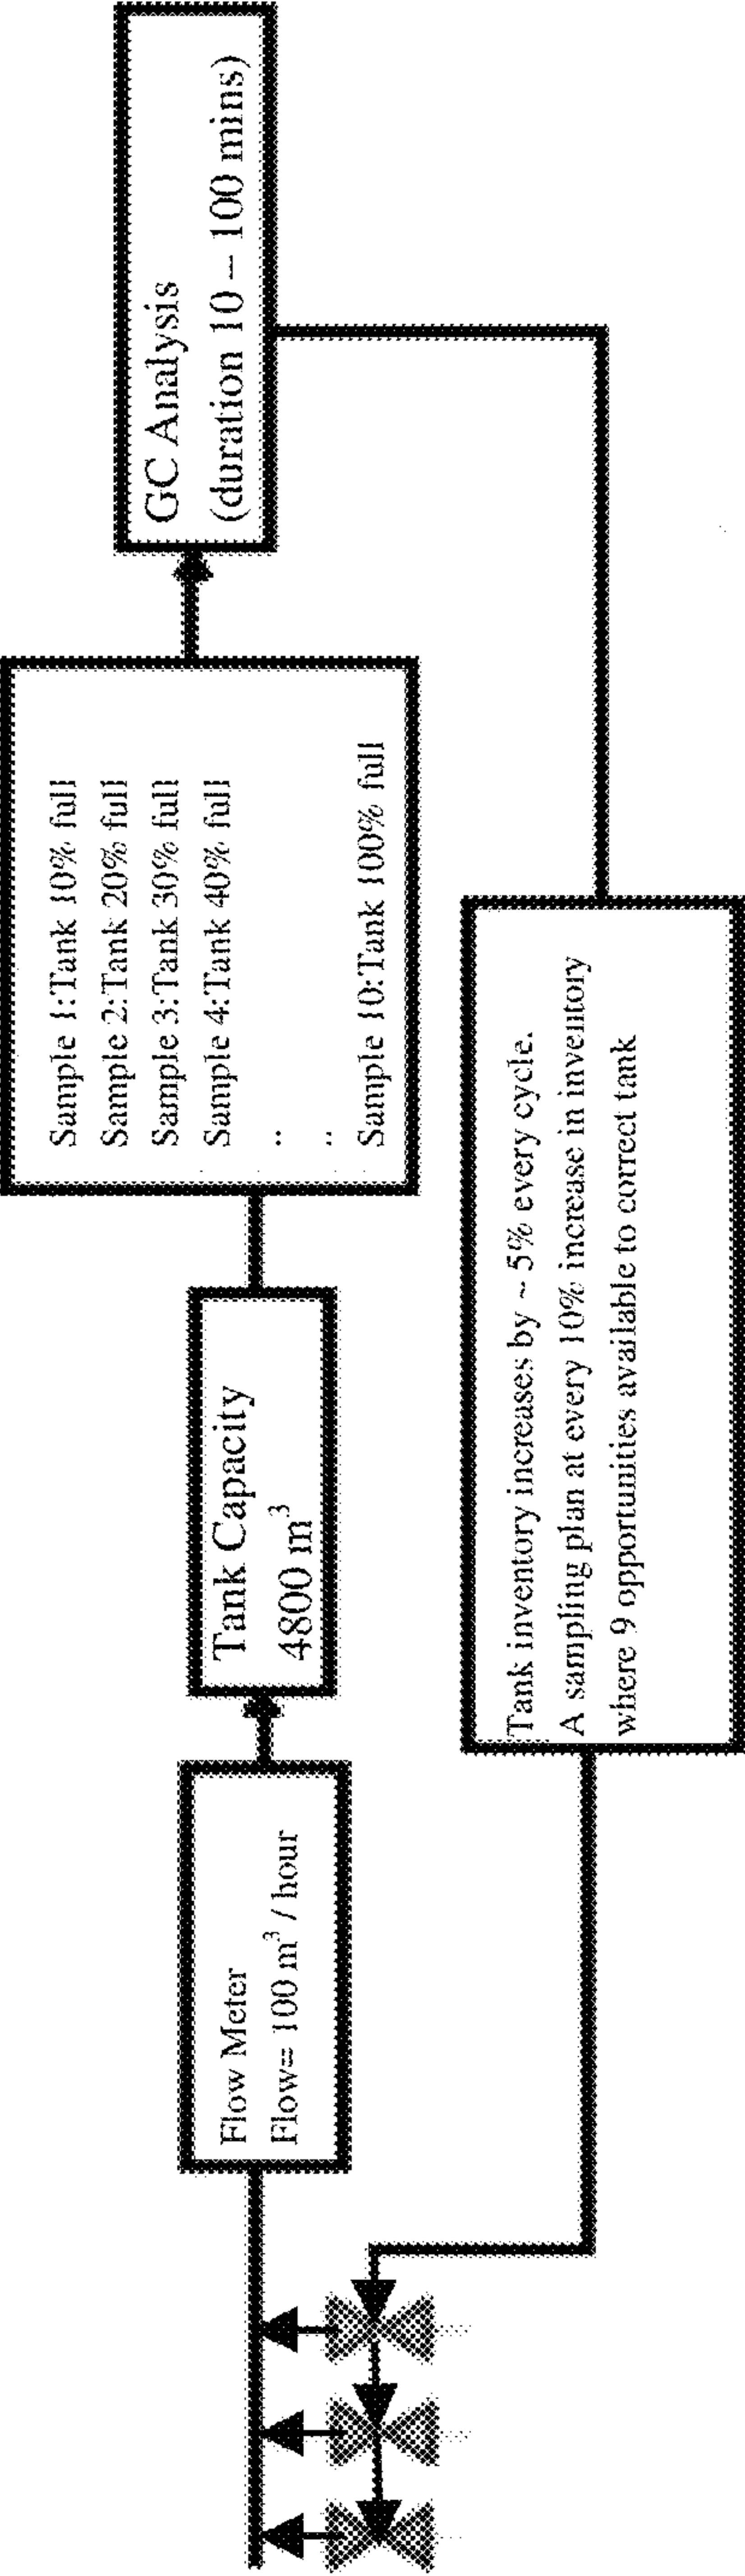 Flow Meter
Flow= 100 m³ / hour
Tank Capacity
4800 m³
Sample 1:Tank 10% full
Sample 2:Tank 20% full
Sample 3:Tank 30% full
Sample 4:Tank 40% full
..
..
Sample 10:Tank 100% full
GC Analysis
(duration 10 – 100 mins)
Tank inventory increases by ~ 5% every cycle.
A sampling plan at every 10% increase in inventory
where 9 opportunities available to correct tank